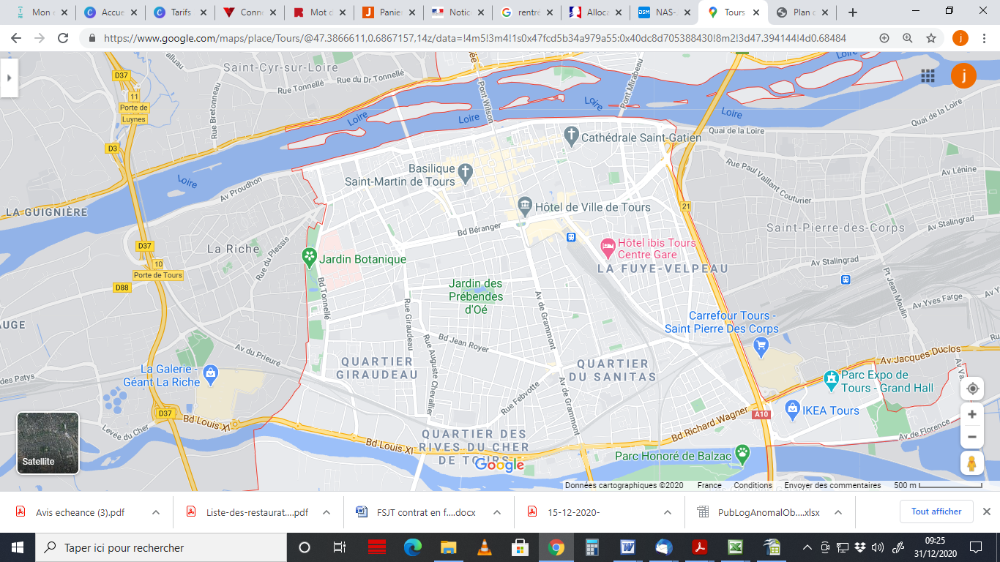 Mon e
Accue
Tarifs
Conn
Mot d
Panier
Notic
rentré
Alloca
NAS-
Tours
Plan d
https://www.google.com/maps/place/Tours/@47.3866611,0.6867157,14z/data=!4m5!3m4!1s0x47fcd5b34a979a55:0x40dc8d705388430!8m2!3d47.394144!4d0.68484
j
Saint-Cyr-sur-Loire
Rue du Dr Tonnellé
Rue Tonnellé
D37
11
Porte de
Luynes
Rue Bretonneau
Pont Wilson
Pont Mirabeau
Loire
Loire
Loire
Loire
Loire
Loire
j
Quai de la Loire
Quai de la Loire
D3
Cathédrale Saint-Gatien
Basilique
Saint-Martin de Tours
Rue Paul Vaillant Couturier
Av Lénine
Av Proudhon
LA GUIGNIÈRE
Hôtel de Ville de Tours
21
Bd Béranger
Saint-Pierre-des-Corps
Av Stalingrad
Av Stalingrad
D37
La Riche
Rue du Plessis
Hôtel ibis Tours
Centre Gare
LA FUYE-VELPEAU
10
Porte de Tours
Jardin Botanique
D88
Bd Tonnellé
Jardin des
Prébendes
d'Oé
Av de Grammont
Rue Giraudeau
Pt Jean Moulin
Av Yves Farge
AUGE
Carrefour Tours -
Saint Pierre Des Corps
Bd Jean Royer
Rue Auguste Chevallier
Av du Prieuré
QUARTIER
GIRAUDEAU
QUARTIER
DU SANITAS
Av Jacques Duclos
La Galerie -
Géant La Riche
des Patys
Parc Expo de
Tours - Grand Hall
Rue Febvotte
Av de Grammont
IKEA Tours
A10
D37
Bd Louis XI
Bd Louis XI
Levée du Cher
Bd Richard Wagner
Av de Florence
QUARTIER DES
RIVES DU CHER
DE TOURS
Parc Honoré de Balzac
Satellite
Google
Données cartographiques ©2020
France
Conditions
Envoyer des commentaires
500 m
Avis echeance (3).pdf
Liste-des-restaurat....pdf
FSJT contrat en f....docx
15-12-2020-
PubLogAnomalOb....xlsx
Tout afficher
Taper ici pour rechercher
09:25
31/12/2020